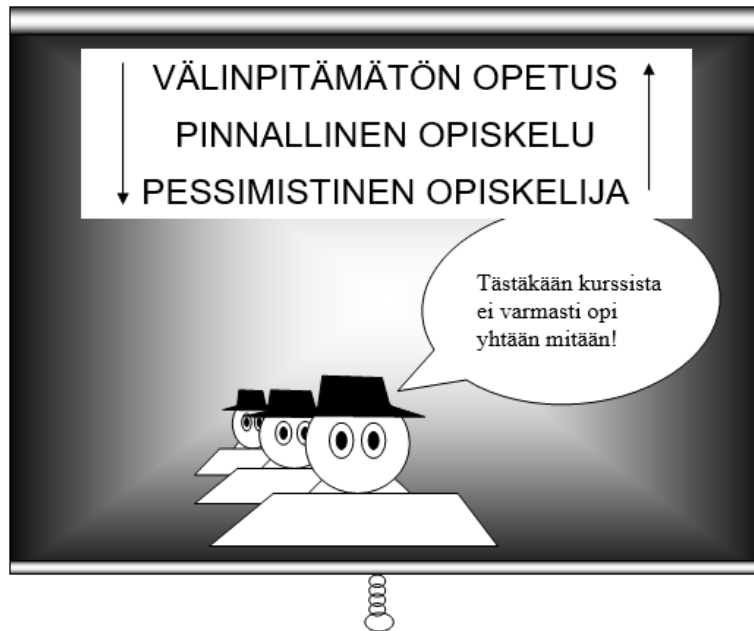 VÄLINPITÄMÄTÖN OPETUS
PINNALLINEN OPISKELU
PESSIMISTINEN OPISKELIJA
Tästäkään kurssista
ei varmasti opi
yhtään mitään!